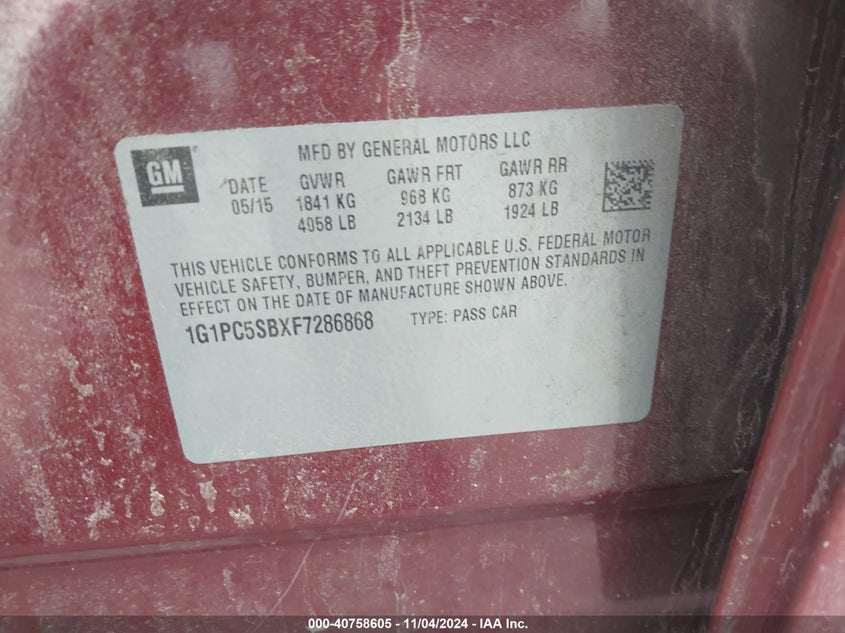 GM
MFD BY GENERAL MOTORS LLC
DATE GVWR GAWR FRT GAWR RR
05/15 1841 KG 968 KG 873 KG
4058 LB 2134 LB 1924 LB
THIS VEHICLE CONFORMS TO ALL APPLICABLE U.S. FEDERAL MOTOR
VEHICLE SAFETY, BUMPER, AND THEFT PREVENTION STANDARDS IN
EFFECT ON THE DATE OF MANUFACTURE SHOWN ABOVE.
1G1PC5SBXF7286868 TYPE: PASS CAR
000-40758605 - 11/04/2024 - IAA Inc.